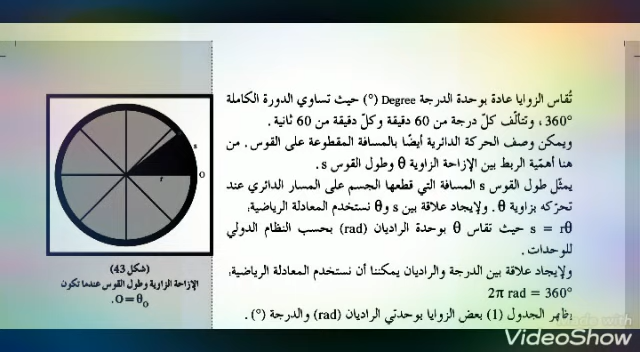 تُقاس الزوايا عادة بوحدة الدرجة Degree (°) حيث تساوي الدورة الكاملة
360° ، وتتألّف كلّ درجة من 60 دقيقة وكلّ دقيقة من 60 ثانية .
ويمكن وصف الحركة الدائرية أيضًا بالمسافة المقطوعة على القوس . من
هنا أهمّية الربط بين الإزاحة الزاوية θ وطول القوس s .
يمثّل طول القوس s المسافة التي قطعها الجسم على المسار الدائري عند
تحرّكه بزاوية θ . ولإيجاد علاقة بين s وθ نستخدم المعادلة الرياضية:
s = rθ حيث تقاس θ بوحدة الراديان (rad) بحسب النظام الدولي
للوحدات .
ولإيجاد علاقة بين الدرجة والراديان يمكننا أن نستخدم المعادلة الرياضية:
2π rad = 360°
يظهر الجدول (1) بعض الزوايا بوحدتي الراديان (rad) والدرجة (°) .
s
r
O
(شكل 43)
الإزاحة الزاوية وطول القوس عندما تكون
O = θ₀ .
Made with
VideoShow